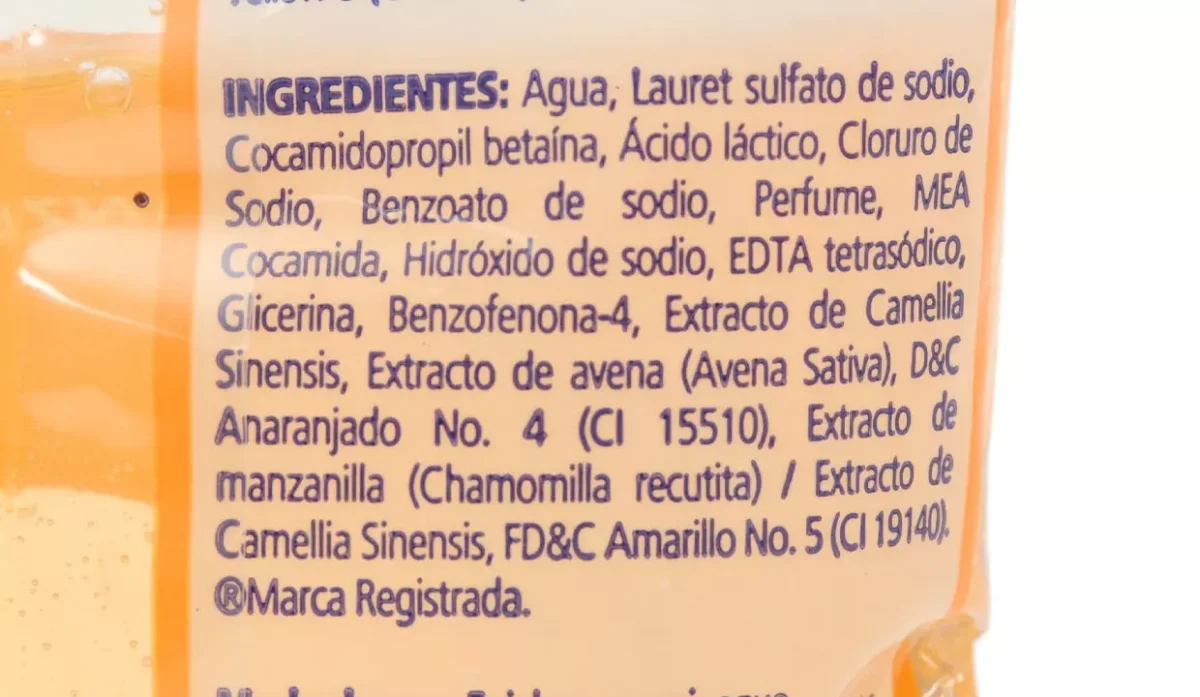 INGREDIENTES: Agua, Lauret sulfato de sodio,
Cocamidopropil betaína, Ácido láctico, Cloruro de
Sodio, Benzoato de sodio, Perfume, MEA
Cocamida, Hidróxido de sodio, EDTA tetrasódico,
Glicerina, Benzofenona-4, Extracto de Camellia
Sinensis, Extracto de avena (Avena Sativa), D&C
Anaranjado No. 4 (CI 15510), Extracto de
manzanilla (Chamomilla recutita) / Extracto de
Camellia Sinensis, FD&C Amarillo No. 5 (CI 19140).
®Marca Registrada.